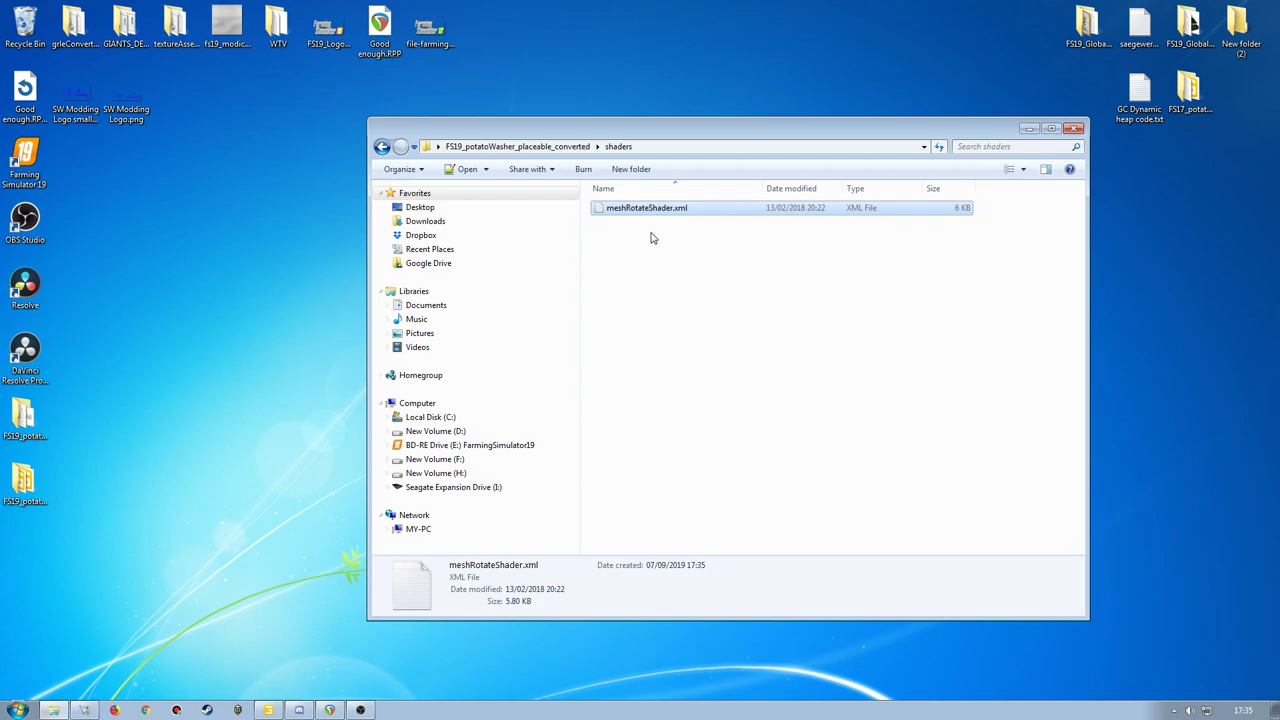 Recycle Bin
grleConvert...
GIANTS_DE...
textureAsse...
fs19_modic...
WTV
FS19_Logo...
Good
enough.RPP
file-farming...
FS19_Globa...
saegewer...
FS19_Global...
New folder
(2)
Good
enough.RP...
SW Modding
Logo small...
SW Modding
Logo.png
GC Dynamic
heap code.txt
FS17_potat...
Farming
Simulator 19
OBS Studio
Resolve
DaVinci
Resolve Pro...
FS19_potat...
FS19_potat...
FS19_potatoWasher_placeable_converted
shaders
Search shaders
Organize
Open
Share with
Burn
New folder
Name
Date modified
Type
Size
meshRotateShader.xml
13/02/2018 20:22
XML File
6 KB
Favorites
Desktop
Downloads
Dropbox
Recent Places
Google Drive
Libraries
Documents
Music
Pictures
Videos
Homegroup
Computer
Local Disk (C:)
New Volume (D:)
BD-RE Drive (E:) FarmingSimulator19
New Volume (F:)
New Volume (H:)
Seagate Expansion Drive (I:)
Network
MY-PC
meshRotateShader.xml
XML File
Date modified: 13/02/2018 20:22
Size: 5.80 KB
Date created: 07/09/2019 17:35
17:35